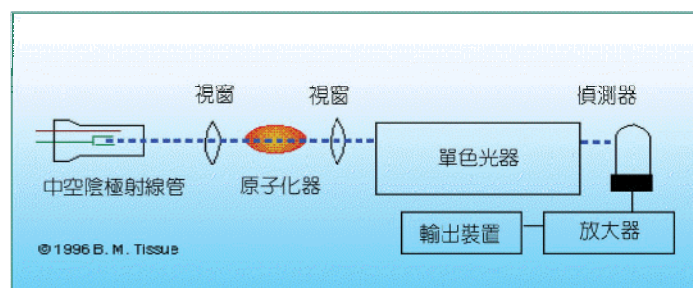 視窗
視窗
偵測器
單色光器
中空陰極射線管
原子化器
輸出裝置
放大器
© 1996 B. M. Tissue